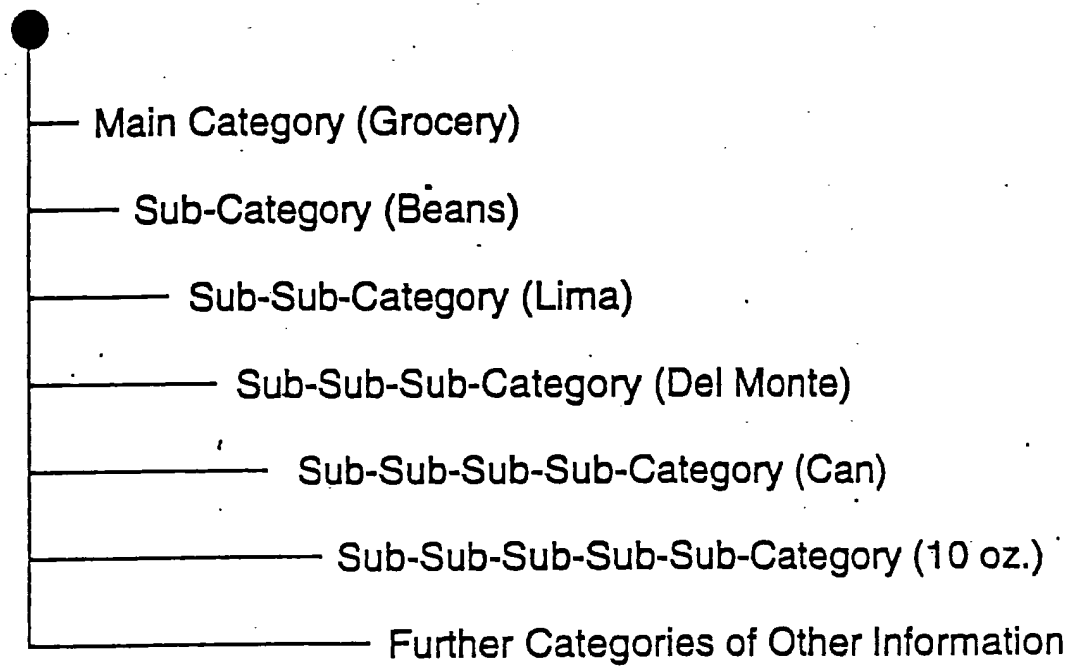 Main Category (Grocery)
Sub-Category (Beans)
Sub-Sub-Category (Lima)
Sub-Sub-Sub-Category (Del Monte)
Sub-Sub-Sub-Sub-Category (Can)
Sub-Sub-Sub-Sub-Sub-Category (10 oz.)
Further Categories of Other Information